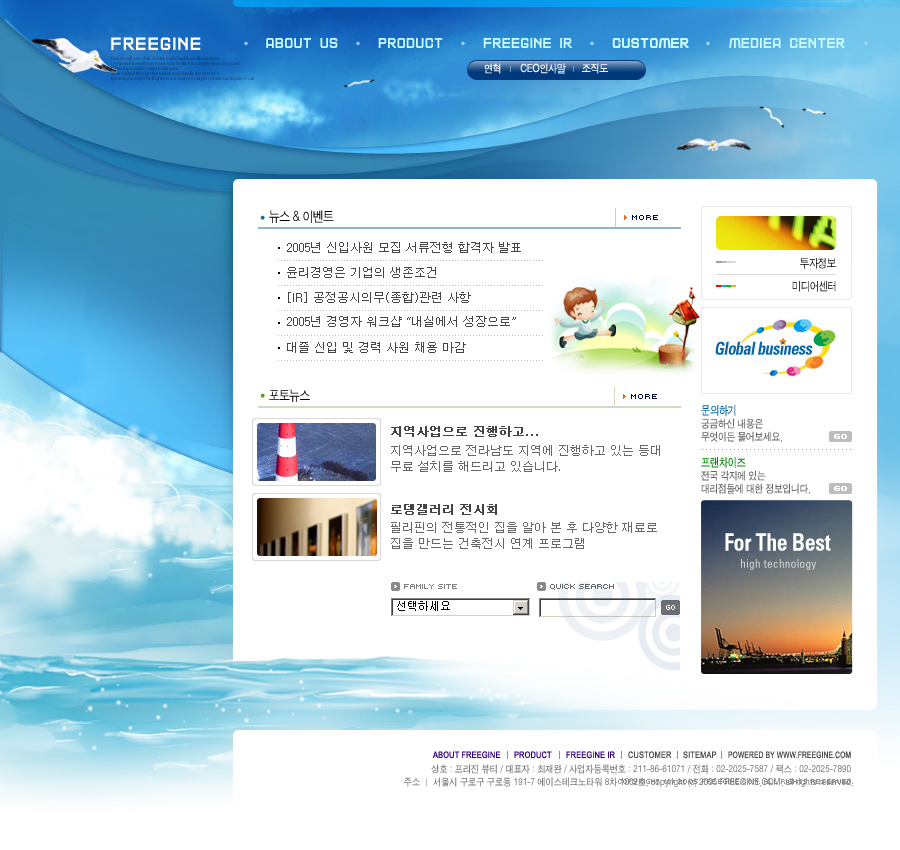 FREEGINE
ABOUT US
PRODUCT
FREEGINE IR
CUSTOMER
MEDIEA CENTER
연혁 | CEO인사말 | 조직도
뉴스 & 이벤트
MORE
2005년 신입사원 모집 서류전형 합격자 발표
윤리경영은 기업의 생존조건
[IR] 공정공시의무(종합)관련 사항
2005년 경영자 워크샵 "내실에서 성장으로"
대졸 신입 및 경력 사원 채용 마감
포토뉴스
MORE
지역사업으로 진행하고...
지역사업으로 전라남도 지역에 진행하고 있는 등대
무료 설치를 해드리고 있습니다.
로댕갤러리 전시회
필리핀의 전통적인 집을 알아 본 후 다양한 재료로
집을 만드는 건축전시 연계 프로그램
FAMILY SITE
선택하세요
QUICK SEARCH
GO
투자정보
미디어센터
Global business
문의하기
궁금하신 내용은
무엇이든 물어보세요.
GO
프랜차이즈
전국 각지에 있는
대리점들에 대한 정보입니다.
GO
For The Best
high technology
ABOUT FREEGINE | PRODUCT | FREEGINE IR | CUSTOMER | SITEMAP | POWERED BY WWW.FREEGINE.COM
상호 : 프리진 뷰티 / 대표자 : 최재완 / 사업자등록번호 : 211-86-61071 / 전화 : 02-2025-7587 / 팩스 : 02-2025-7890
주소 | 서울시 구로구 구로동 191-7 에이스테크노타워 8차